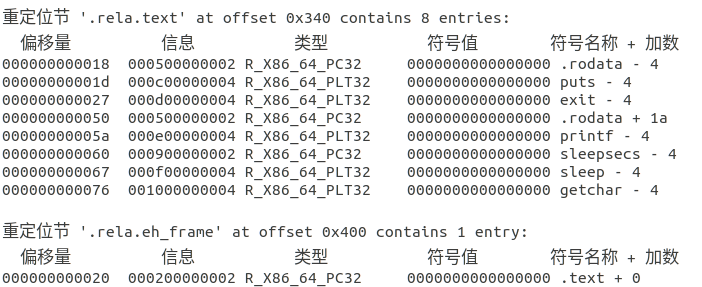 重定位节 '.rela.text' at offset 0x340 contains 8 entries:
偏移量 信息 类型 符号值 符号名称 + 加数
000000000018 000500000002 R_X86_64_PC32 0000000000000000 .rodata - 4
00000000001d 000c00000004 R_X86_64_PLT32 0000000000000000 puts - 4
000000000027 000d00000004 R_X86_64_PLT32 0000000000000000 exit - 4
000000000050 000500000002 R_X86_64_PC32 0000000000000000 .rodata + 1a
00000000005a 000e00000004 R_X86_64_PLT32 0000000000000000 printf - 4
000000000060 000900000002 R_X86_64_PC32 0000000000000000 sleepsecs - 4
000000000067 000f00000004 R_X86_64_PLT32 0000000000000000 sleep - 4
000000000076 001000000004 R_X86_64_PLT32 0000000000000000 getchar - 4
重定位节 '.rela.eh_frame' at offset 0x400 contains 1 entry:
偏移量 信息 类型 符号值 符号名称 + 加数
000000000020 000200000002 R_X86_64_PC32 0000000000000000 .text + 0